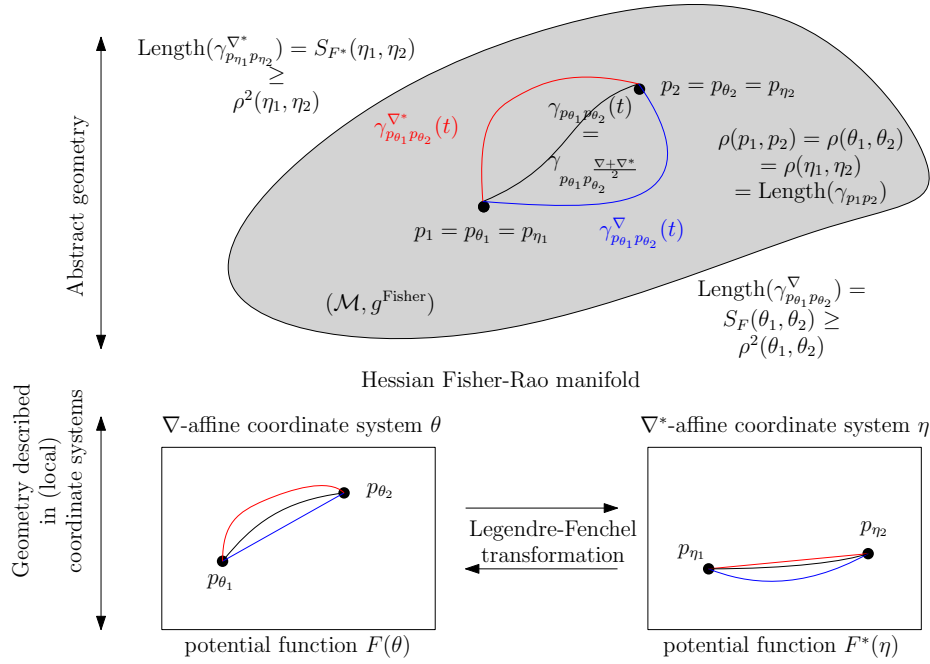 Length(γ^∇*_{p_{η₁}p_{η₂}}) = S_{F*}(η₁, η₂)
≥
ρ²(η₁, η₂)
p₂ = p_{θ₂} = p_{η₂}
γ_{p_{θ₁}p_{θ₂}}(t)
=
γ_{p_{θ₁}p_{θ₂}^{(∇+∇*)/2}}
γ^∇*_{p_{θ₁}p_{θ₂}}(t)
ρ(p₁, p₂) = ρ(θ₁, θ₂)
= ρ(η₁, η₂)
= Length(γ_{p₁p₂})
p₁ = p_{θ₁} = p_{η₁}
γ^∇_{p_{θ₁}p_{θ₂}}(t)
(ℳ, g^{Fisher})
Length(γ^∇_{p_{θ₁}p_{θ₂}}) =
S_F(θ₁, θ₂) ≥
ρ²(θ₁, θ₂)
Abstract geometry
Hessian Fisher-Rao manifold
Geometry described
in (local)
coordinate systems
∇-affine coordinate system θ
p_{θ₂}
p_{θ₁}
potential function F(θ)
Legendre-Fenchel
transformation
∇*-affine coordinate system η
p_{η₂}
p_{η₁}
potential function F*(η)